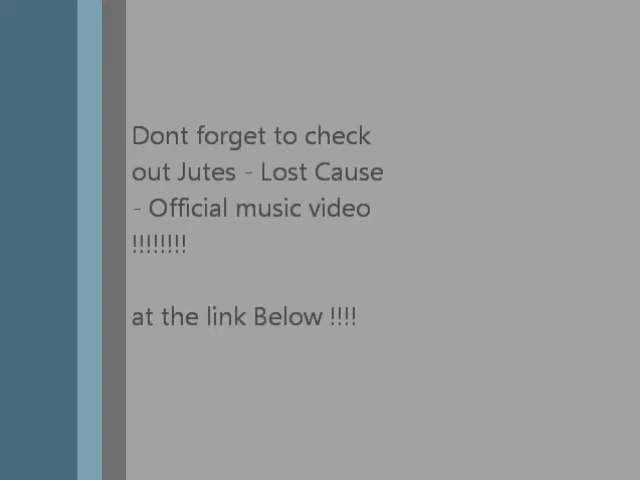 Dont forget to check
out Jutes - Lost Cause
- Official music video
!!!!!!!!
at the link Below !!!!